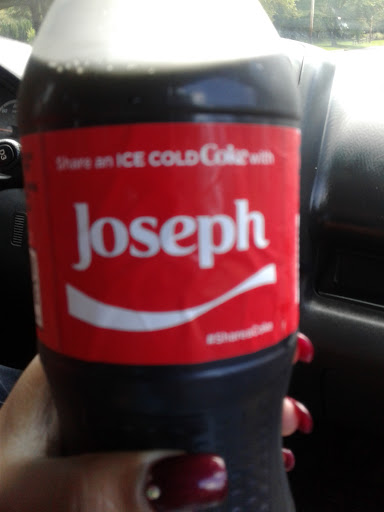 Share an ICE COLD Coke with
Joseph
#ShareaCoke